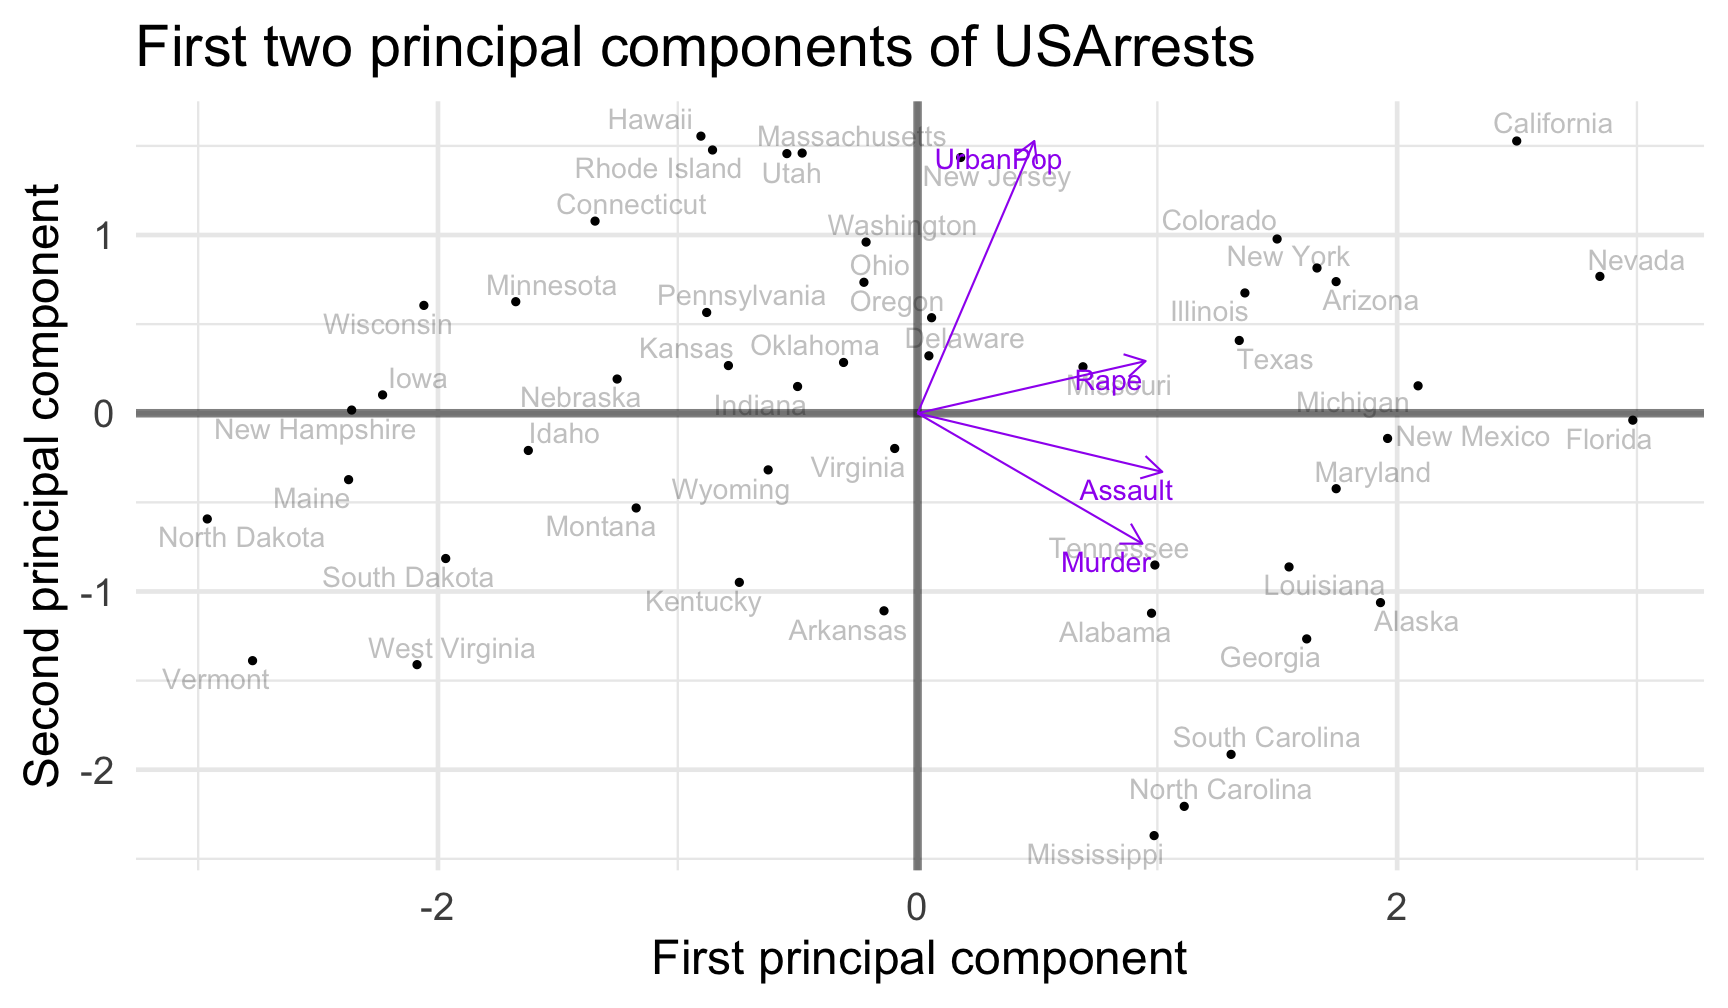 First two principal components of USArrests
Hawaii
Massachusetts
California
Rhode Island
Utah
UrbanPop
New Jersey
Connecticut
Washington
Colorado
1
Ohio
New York
Nevada
Minnesota
Pennsylvania
Oregon
Arizona
Wisconsin
Illinois
Kansas
Oklahoma
Delaware
Texas
Iowa
Rape
Missouri
Nebraska
Indiana
Michigan
0
New Hampshire
Idaho
New Mexico
Florida
Virginia
Maryland
Maine
Wyoming
Assault
North Dakota
Montana
Tennessee
Murder
South Dakota
Louisiana
-1
Kentucky
Arkansas
Alabama
Alaska
West Virginia
Georgia
Vermont
South Carolina
-2
North Carolina
Mississippi
Second principal component
-2
0
2
First principal component